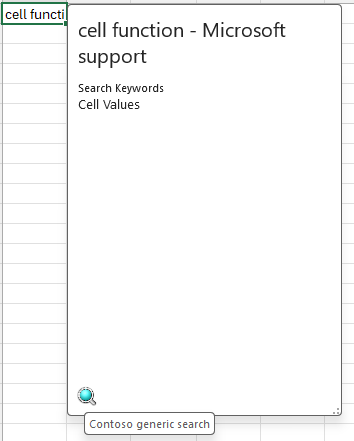 cell functi
cell function - Microsoft
support
Search Keywords
Cell Values
Contoso generic search